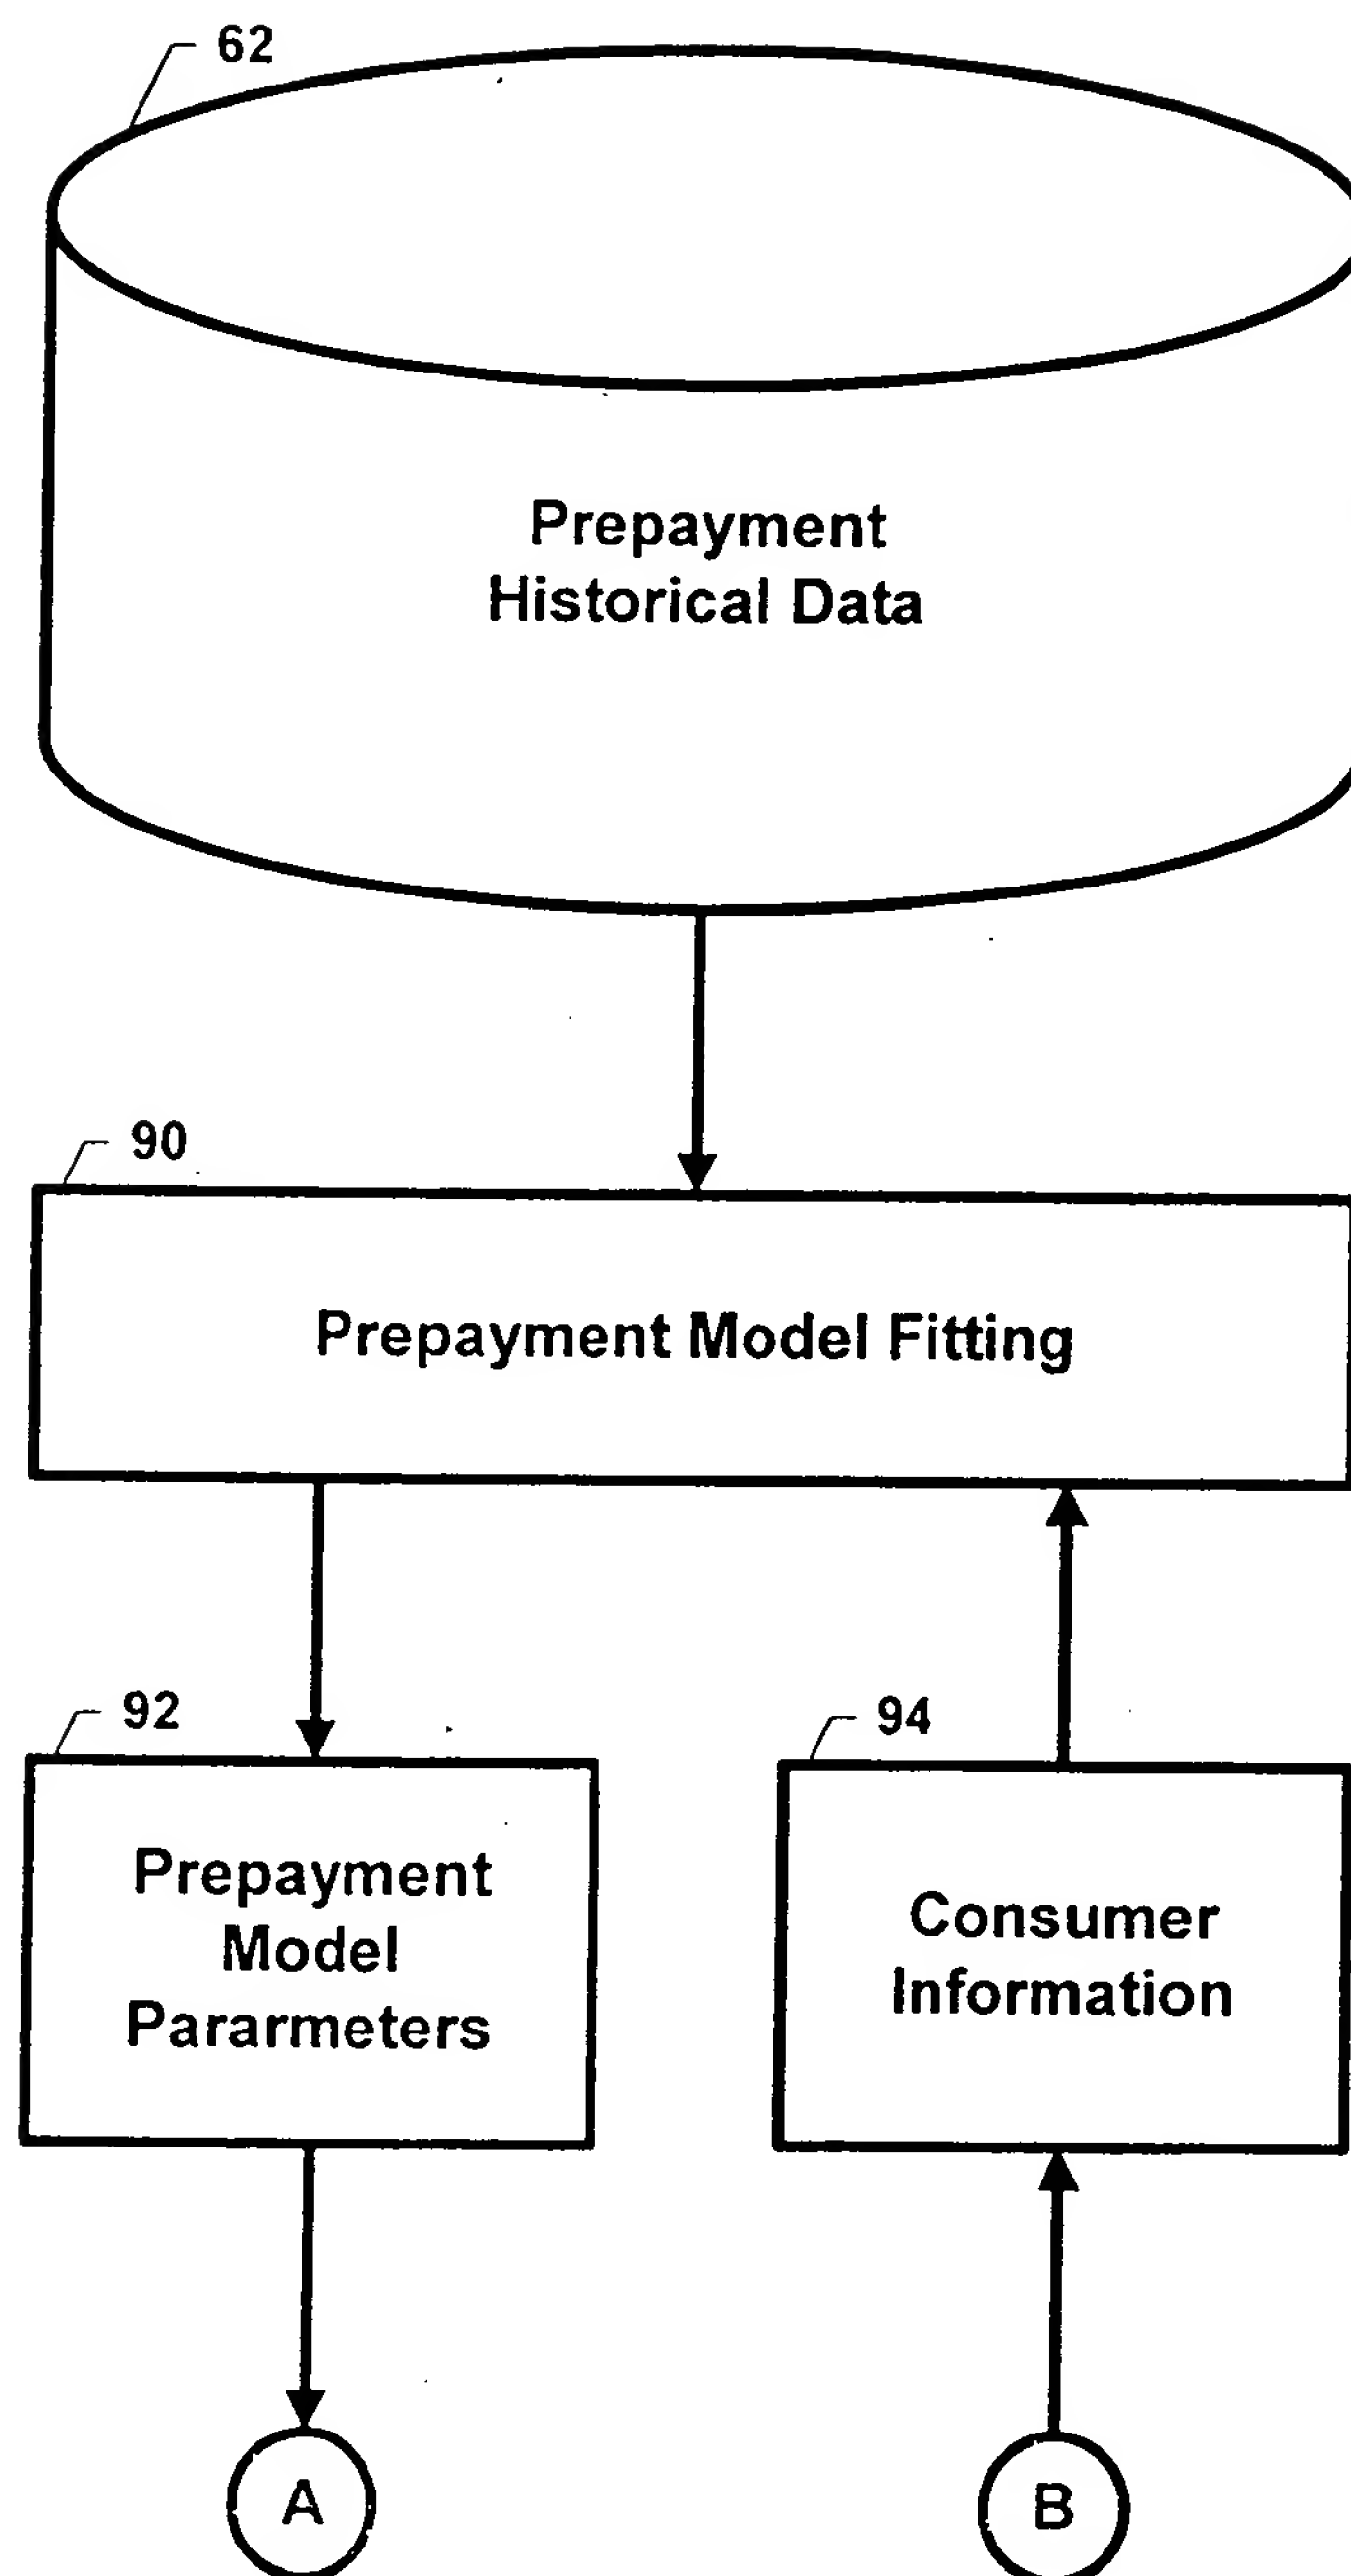 62
Prepayment
Historical Data
90
Prepayment Model Fitting
92
94
Prepayment
Model
Pararmeters
Consumer
Information
A
B